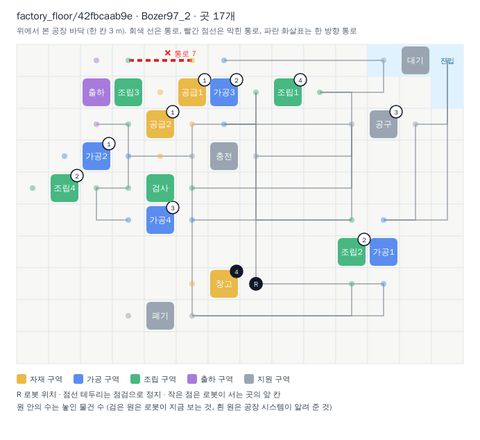 factory_floor/42fbcaab9e · Bozer97_2 · 곳 17개
위에서 본 공장 바닥 (한 칸 3 m). 회색 선은 통로, 빨간 점선은 막힌 통로, 파란 화살표는 한 방향 통로
✕ 통로 7
대기
진입
출하
조립3
공급1
1
가공3
2
조립1
4
공급2
1
공구
3
가공2
1
충전
조립4
2
검사
가공4
3
조립2
2
가공1
창고
4
R
폐기
자재 구역
가공 구역
조립 구역
출하 구역
지원 구역
R 로봇 위치 · 점선 테두리는 점검으로 정지 · 작은 점은 로봇이 서는 곳의 앞 칸
원 안의 수는 놓인 물건 수 (검은 원은 로봇이 지금 보는 것, 흰 원은 공장 시스템이 알려 준 것)